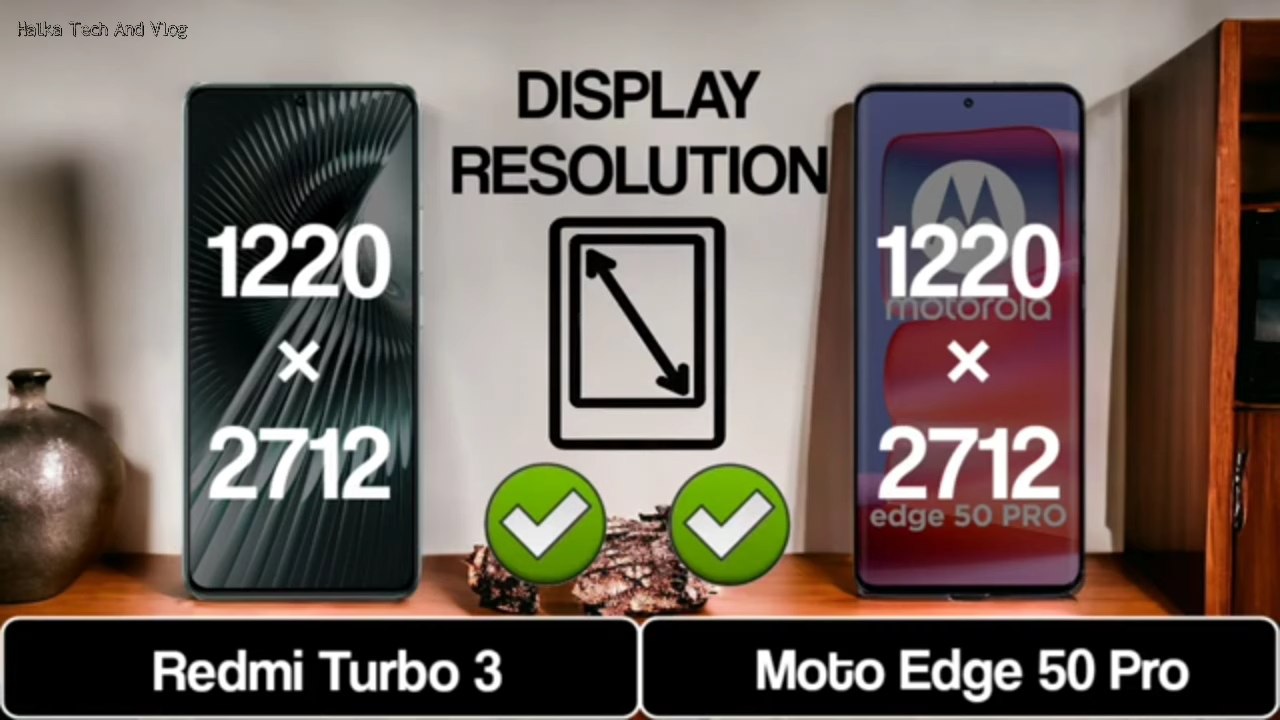 Halka Tech And Vlog
DISPLAY
RESOLUTION
1220
×
2712
1220
motorola
×
2712
edge 50 PRO
Redmi Turbo 3
Moto Edge 50 Pro